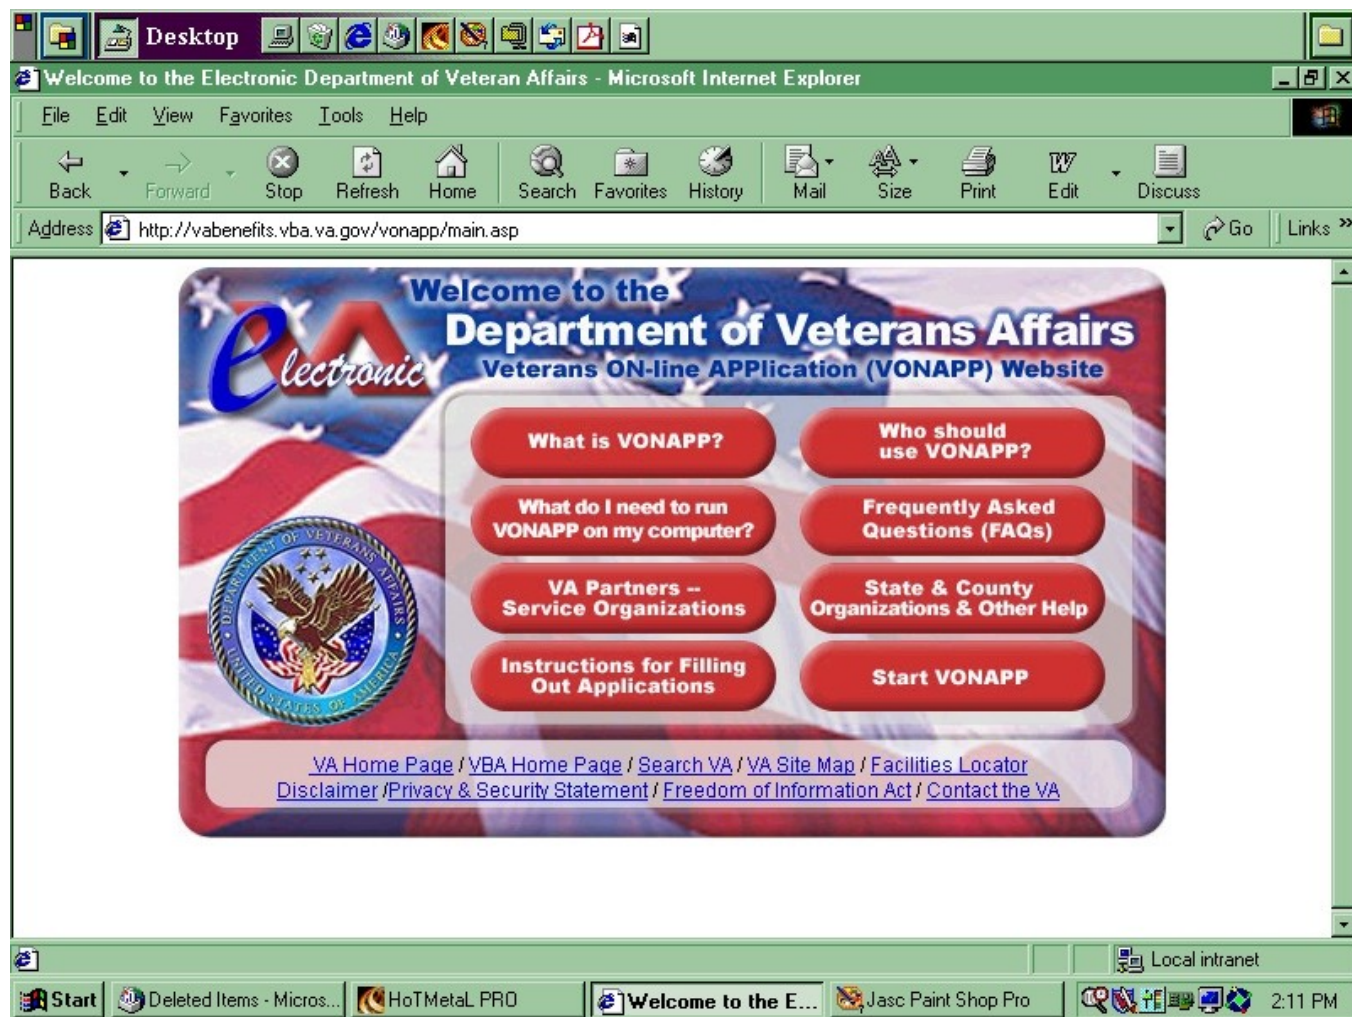 Desktop
Welcome to the Electronic Department of Veteran Affairs - Microsoft Internet Explorer
File Edit View Favorites Tools Help
Back Forward Stop Refresh Home Search Favorites History Mail Size Print Edit Discuss
Address http://vabenefits.vba.va.gov/vonapp/main.asp Go Links »
Welcome to the
Department of Veterans Affairs
Veterans ON-line APPlication (VONAPP) Website
electronic VA
What is VONAPP?
Who should
use VONAPP?
What do I need to run
VONAPP on my computer?
Frequently Asked
Questions (FAQs)
VA Partners --
Service Organizations
State & County
Organizations & Other Help
Instructions for Filling
Out Applications
Start VONAPP
DEPARTMENT OF VETERANS AFFAIRS
UNITED STATES OF AMERICA
VA Home Page / VBA Home Page / Search VA / VA Site Map / Facilities Locator
Disclaimer /Privacy & Security Statement / Freedom of Information Act / Contact the VA
Local intranet
Start Deleted Items - Micros... HoTMetaL PRO Welcome to the E... Jasc Paint Shop Pro 2:11 PM